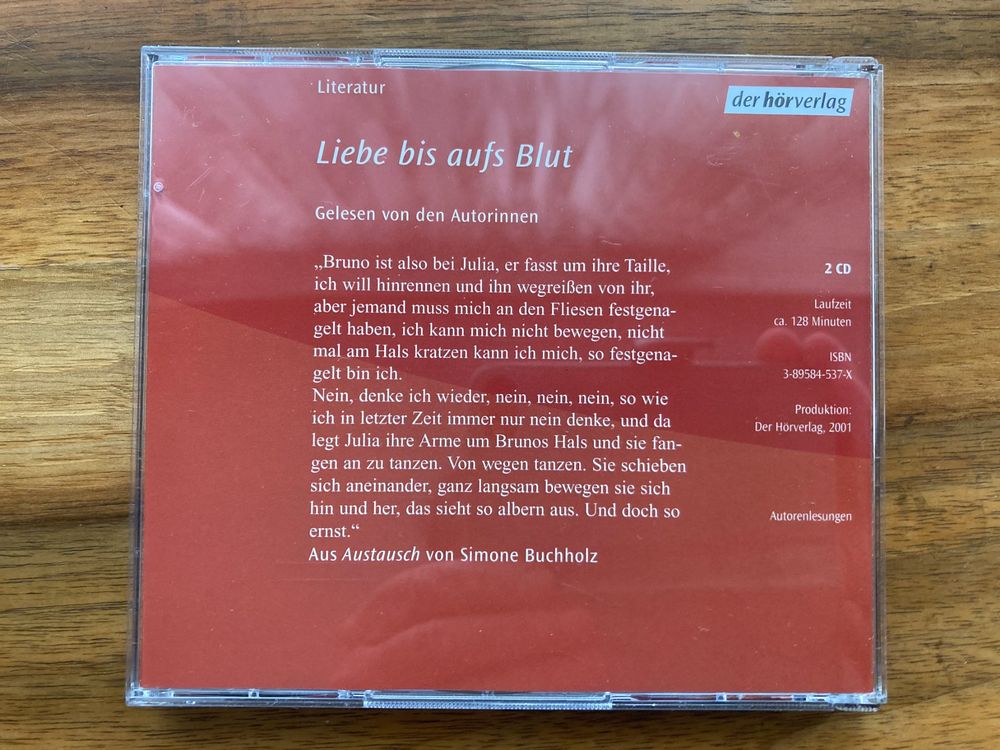 Literatur
der hörverlag
Liebe bis aufs Blut
Gelesen von den Autorinnen
„Bruno ist also bei Julia, er fasst um ihre Taille,
ich will hinrennen und ihn wegreißen von ihr,
aber jemand muss mich an den Fliesen festgena-
gelt haben, ich kann mich nicht bewegen, nicht
mal am Hals kratzen kann ich mich, so festgena-
gelt bin ich.
Nein, denke ich wieder, nein, nein, nein, so wie
ich in letzter Zeit immer nur nein denke, und da
legt Julia ihre Arme um Brunos Hals und sie fan-
gen an zu tanzen. Von wegen tanzen. Sie schieben
sich aneinander, ganz langsam bewegen sie sich
hin und her, das sieht so albern aus. Und doch so
ernst.“
Aus Austausch von Simone Buchholz
2 CD
Laufzeit
ca. 128 Minuten
ISBN
3-89584-537-X
Produktion:
Der Hörverlag, 2001
Autorenlesungen